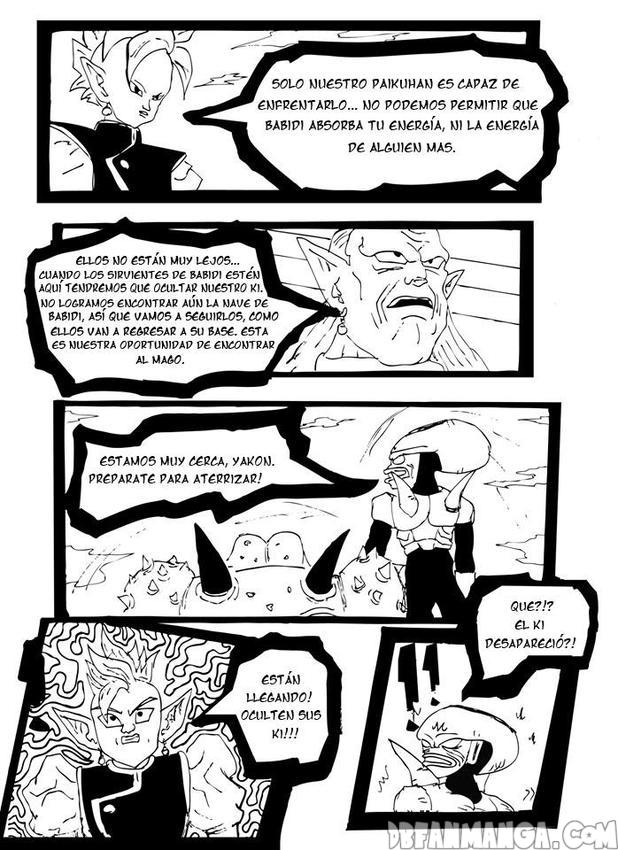 SOLO NUESTRO PAIKUHAN ES CAPAZ DE
ENFRENTARLO... NO PODEMOS PERMITIR QUE
BABIDI ABSORBA TU ENERGÍA, NI LA ENERGÍA
DE ALGUIEN MAS.
ELLOS NO ESTÁN MUY LEJOS...
CUANDO LOS SIRVIENTES DE BABIDI ESTÉN
AQUÍ TENDREMOS QUE OCULTAR NUESTRO KI.
NO LOGRAMOS ENCONTRAR AÚN LA NAVE DE
BABIDI, ASÍ QUE VAMOS A SEGUIRLOS, COMO
ELLOS VAN A REGRESAR A SU BASE. ESTA
ES NUESTRA OPORTUNIDAD DE ENCONTRAR
AL MAGO.
ESTAMOS MUY CERCA, YAKON.
PREPARATE PARA ATERRIZAR!
ESTÁN
LLEGANDO!
OCULTEN SUS
KI!!!
QUE?!?
EL KI
DESAPARECIÓ?!
DBFANMANGA.COM